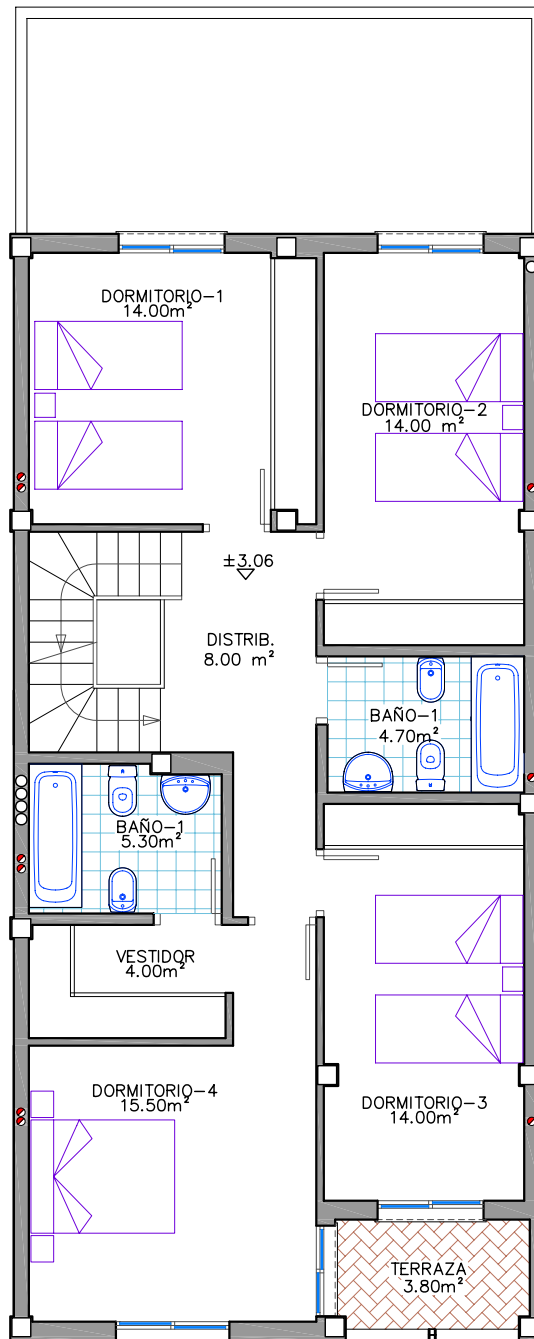 DORMITORIO-1
14.00m²
DORMITORIO-2
14.00 m²
±3.06
DISTRIB.
8.00 m²
BAÑO-1
4.70m²
BAÑO-1
5.30m²
VESTIDOR
4.00m²
DORMITORIO-4
15.50m²
DORMITORIO-3
14.00m²
TERRAZA
3.80m²